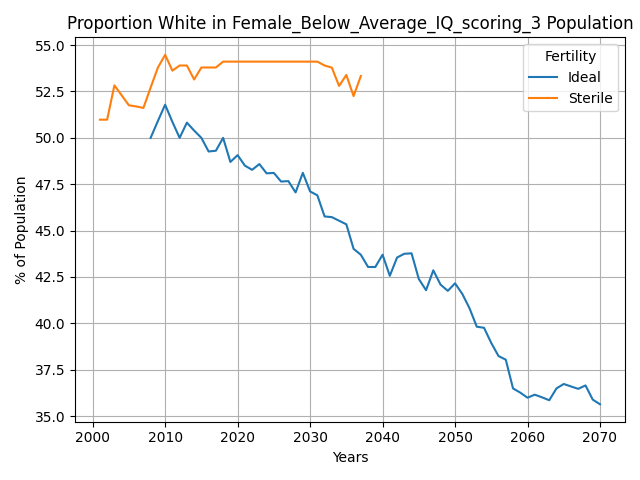 Proportion White in Female_Below_Average_IQ_scoring_3 Population
Fertility
Ideal
Sterile
% of Population
55.0
52.5
50.0
47.5
45.0
42.5
40.0
37.5
35.0
2000 2010 2020 2030 2040 2050 2060 2070
Years